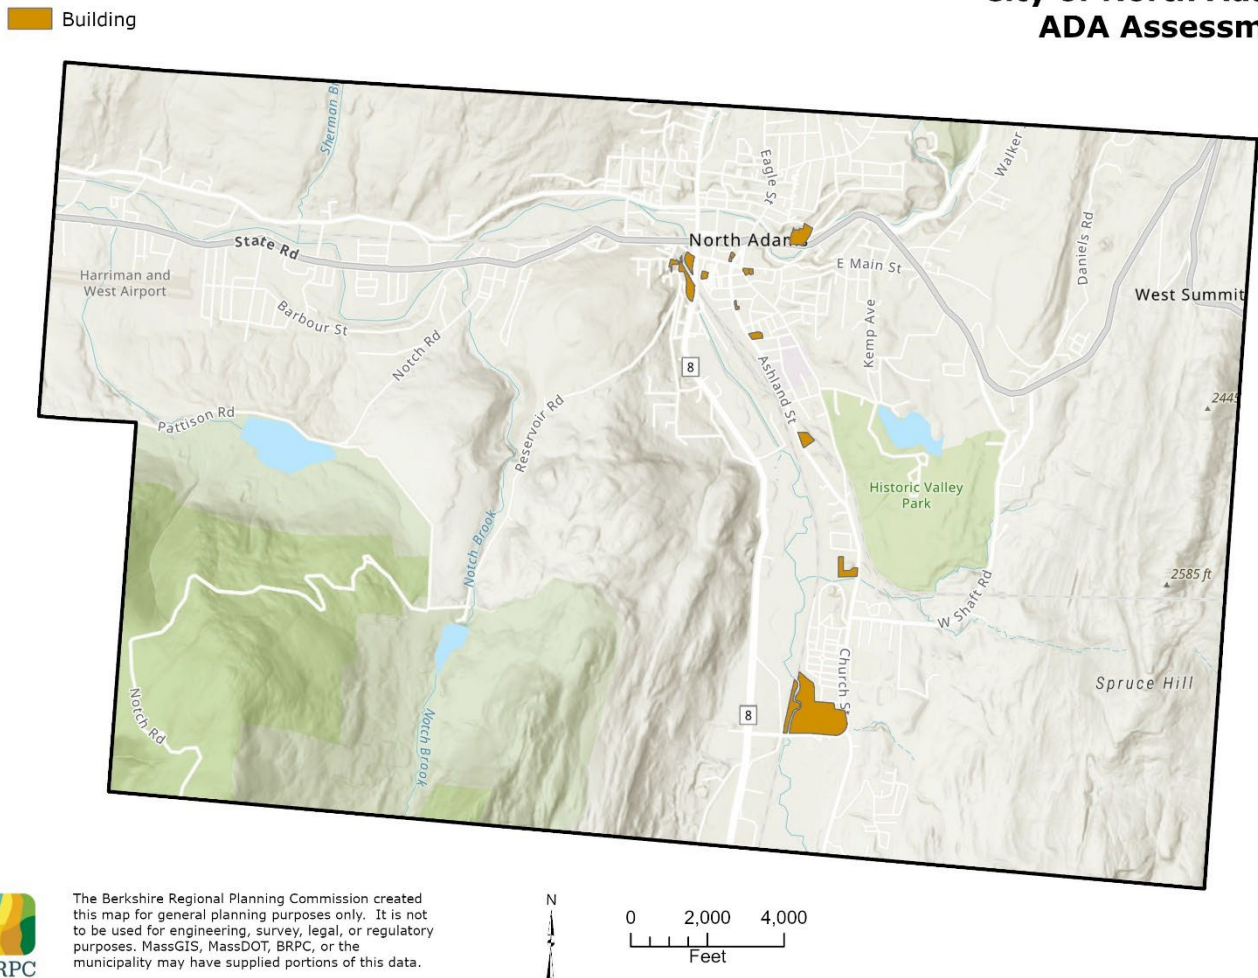 Building
ADA Assessm
Sherman B
Walker
Eagle St
Daniels Rd
State Rd
North Adams
E Main St
Harriman and
West Airport
West Summit
Barbour St
Kemp Ave
Notch Rd
8
Ashland St
2445
Pattison Rd
Reservoir Rd
Historic Valley
Park
Notch Brook
2585 ft
W Shaft Rd
Church St
Spruce Hill
Notch Rd
8
Notch Brook
The Berkshire Regional Planning Commission created
this map for general planning purposes only. It is not
to be used for engineering, survey, legal, or regulatory
purposes. MassGIS, MassDOT, BRPC, or the
municipality may have supplied portions of this data.
RPC
N
0 2,000 4,000
Feet